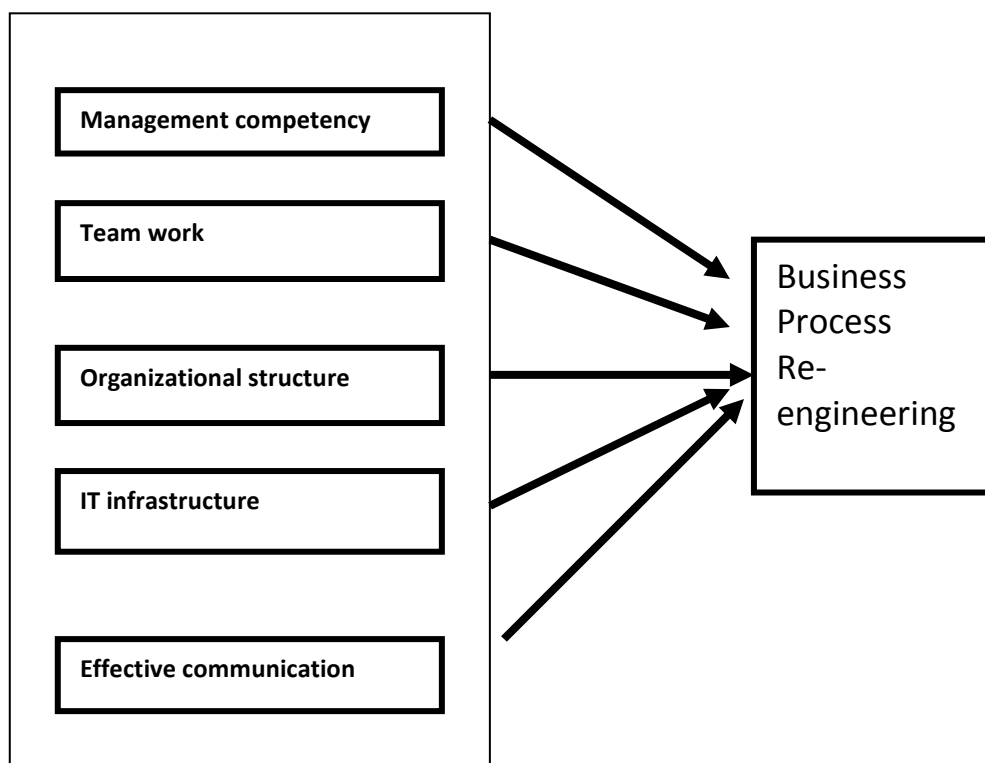 Management competency
Team work
Organizational structure
IT infrastructure
Effective communication
Business
Process
Re-
engineering